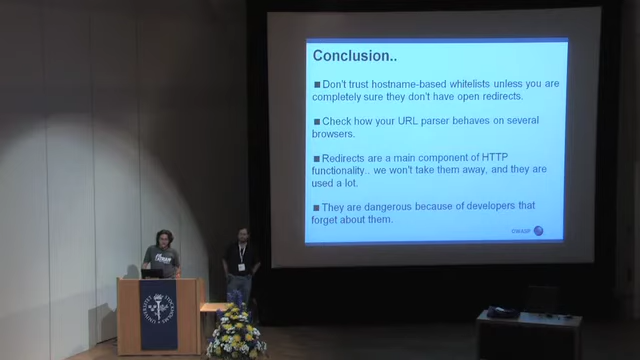 Conclusion..
■Don't trust hostname-based whitelists unless you are
completely sure they don't have open redirects.
■Check how your URL parser behaves on several
browsers.
■Redirects are a main component of HTTP
functionality.. we won't take them away, and they are
used a lot.
■They are dangerous because of developers that
forget about them.
OWASP